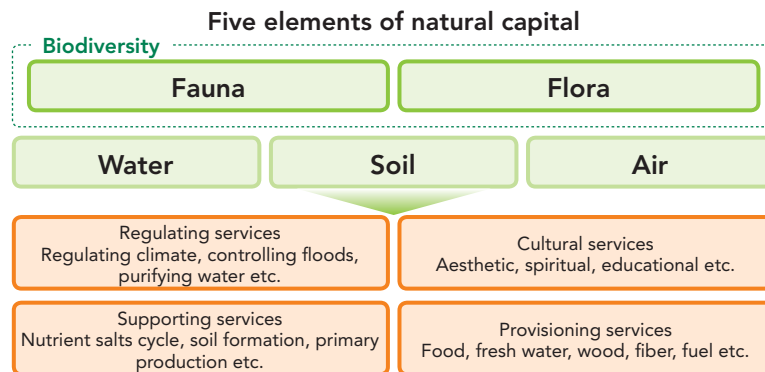 Five elements of natural capital
Biodiversity
Fauna
Flora
Water
Soil
Air
Regulating services
Regulating climate, controlling floods,
purifying water etc.
Cultural services
Aesthetic, spiritual, educational etc.
Supporting services
Nutrient salts cycle, soil formation, primary
production etc.
Provisioning services
Food, fresh water, wood, fiber, fuel etc.